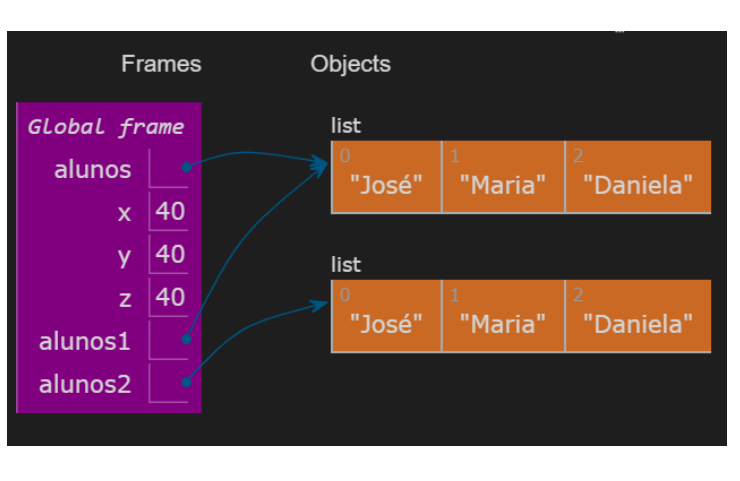 Frames Objects
Global frame
alunos
x 40
y 40
z 40
alunos1
alunos2
list
0 1 2
"José" "Maria" "Daniela"
list
0 1 2
"José" "Maria" "Daniela"